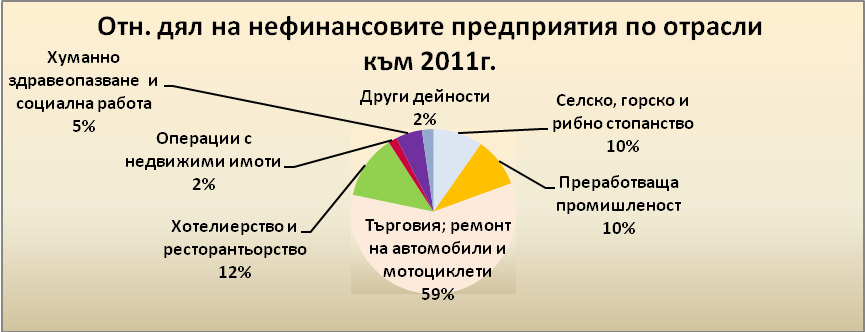 Отн. дял на нефинансовите предприятия по отрасли
към 2011г.
Хуманно
здравеопазване и
социална работа
5%
Други дейности
2%
Селско, горско и
рибно стопанство
10%
Операции с
недвижими имоти
2%
Преработваща
промишленост
10%
Хотелиерство и
ресторантьорство
12%
Търговия; ремонт
на автомобили и
мотоциклети
59%